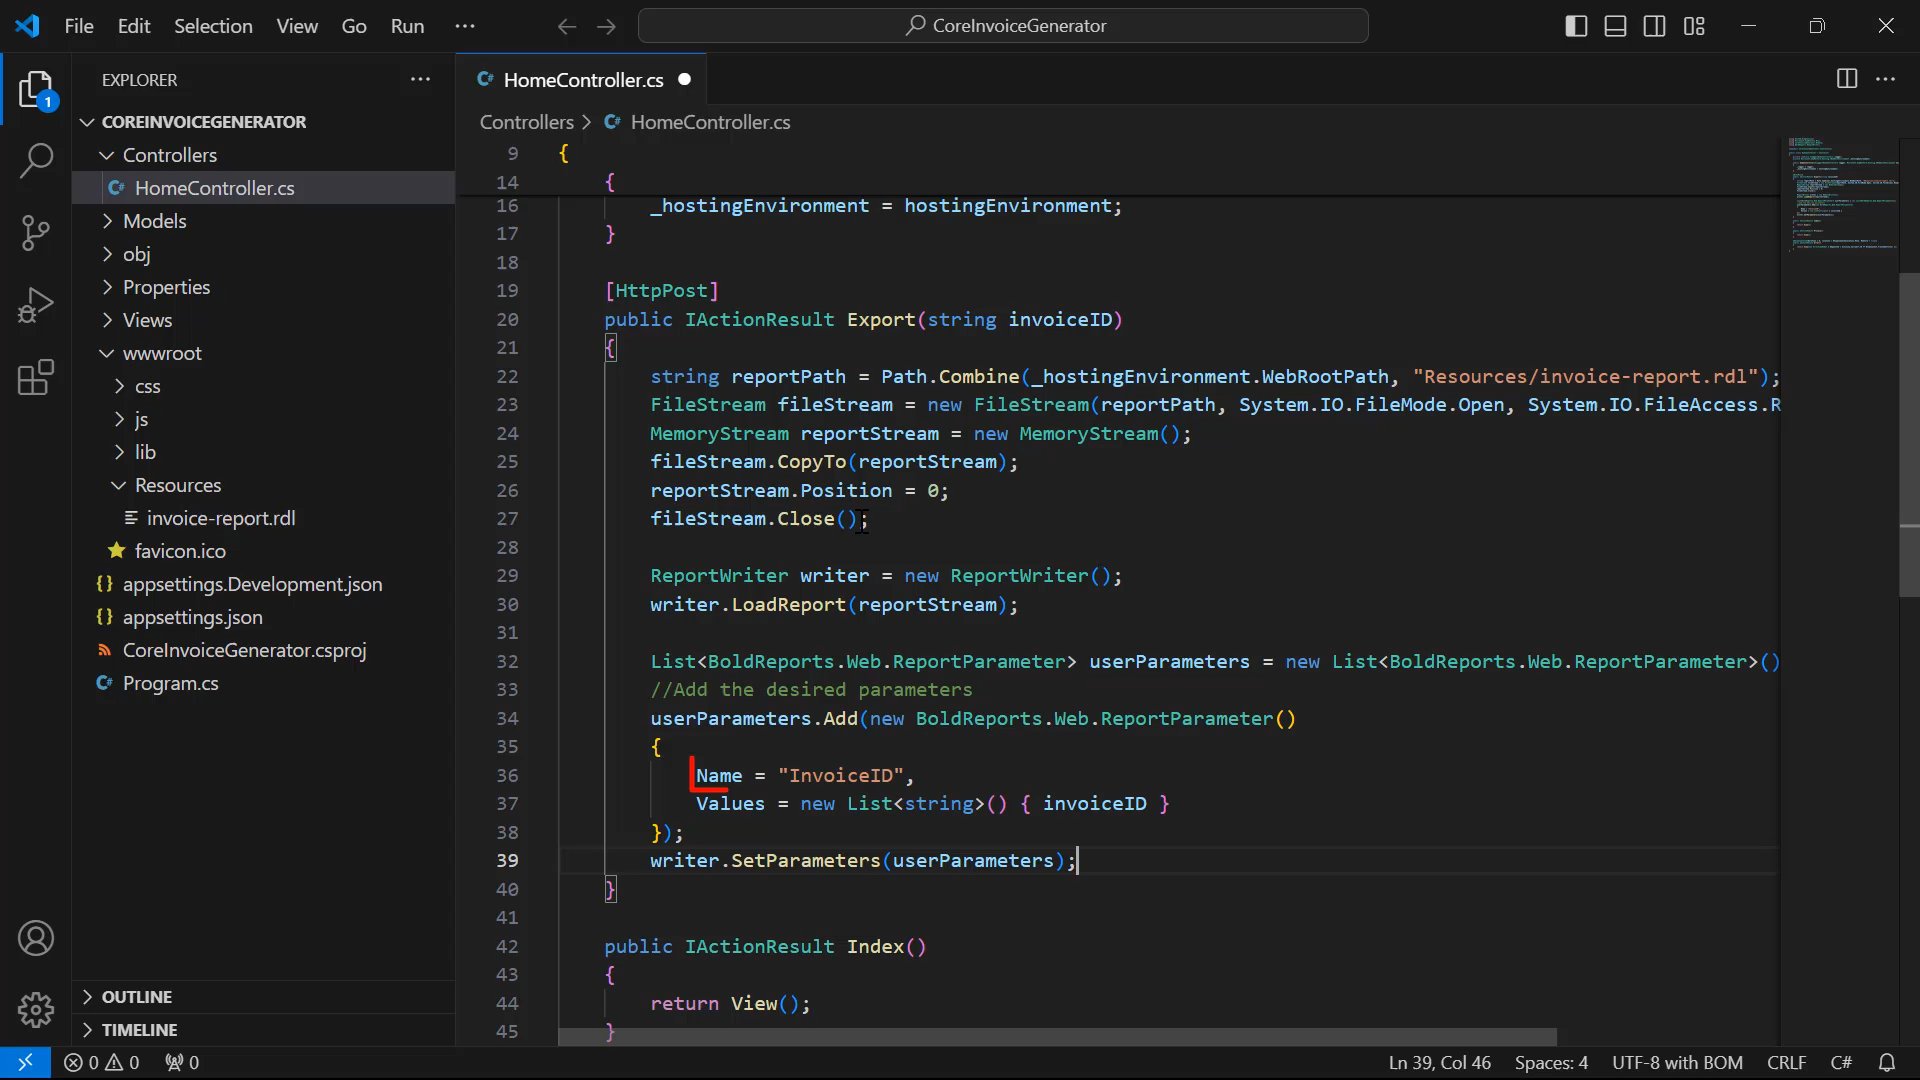 File Edit Selection View Go Run ··· CoreInvoiceGenerator
EXPLORER
COREINVOICEGENERATOR
Controllers
HomeController.cs
Models
obj
Properties
Views
wwwroot
css
js
lib
Resources
invoice-report.rdl
favicon.ico
appsettings.Development.json
appsettings.json
CoreInvoiceGenerator.csproj
Program.cs
OUTLINE
TIMELINE
1
HomeController.cs
Controllers > HomeController.cs
9 {
14 {
16 _hostingEnvironment = hostingEnvironment;
17 }
18
19 [HttpPost]
20 public IActionResult Export(string invoiceID)
21 {
22 string reportPath = Path.Combine(_hostingEnvironment.WebRootPath, "Resources/invoice-report.rdl");
23 FileStream fileStream = new FileStream(reportPath, System.IO.FileMode.Open, System.IO.FileAccess.R
24 MemoryStream reportStream = new MemoryStream();
25 fileStream.CopyTo(reportStream);
26 reportStream.Position = 0;
27 fileStream.Close();
28
29 ReportWriter writer = new ReportWriter();
30 writer.LoadReport(reportStream);
31
32 List<BoldReports.Web.ReportParameter> userParameters = new List<BoldReports.Web.ReportParameter>()
33 //Add the desired parameters
34 userParameters.Add(new BoldReports.Web.ReportParameter()
35 {
36 Name = "InvoiceID",
37 Values = new List<string>() { invoiceID }
38 });
39 writer.SetParameters(userParameters);
40 }
41
42 public IActionResult Index()
43 {
44 return View();
45 }
0 0 0 Ln 39, Col 46 Spaces: 4 UTF-8 with BOM CRLF C#